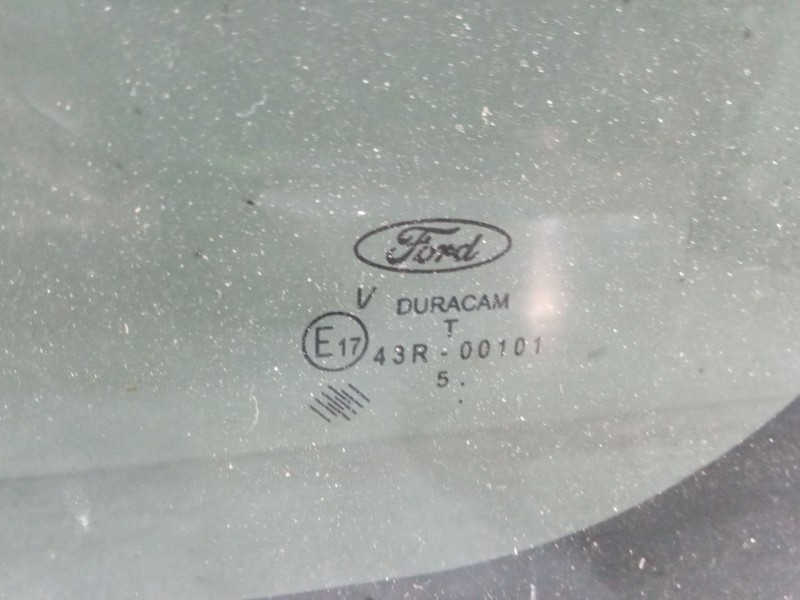 Ford
V DURACAM
T
E17 43R-00101
5.